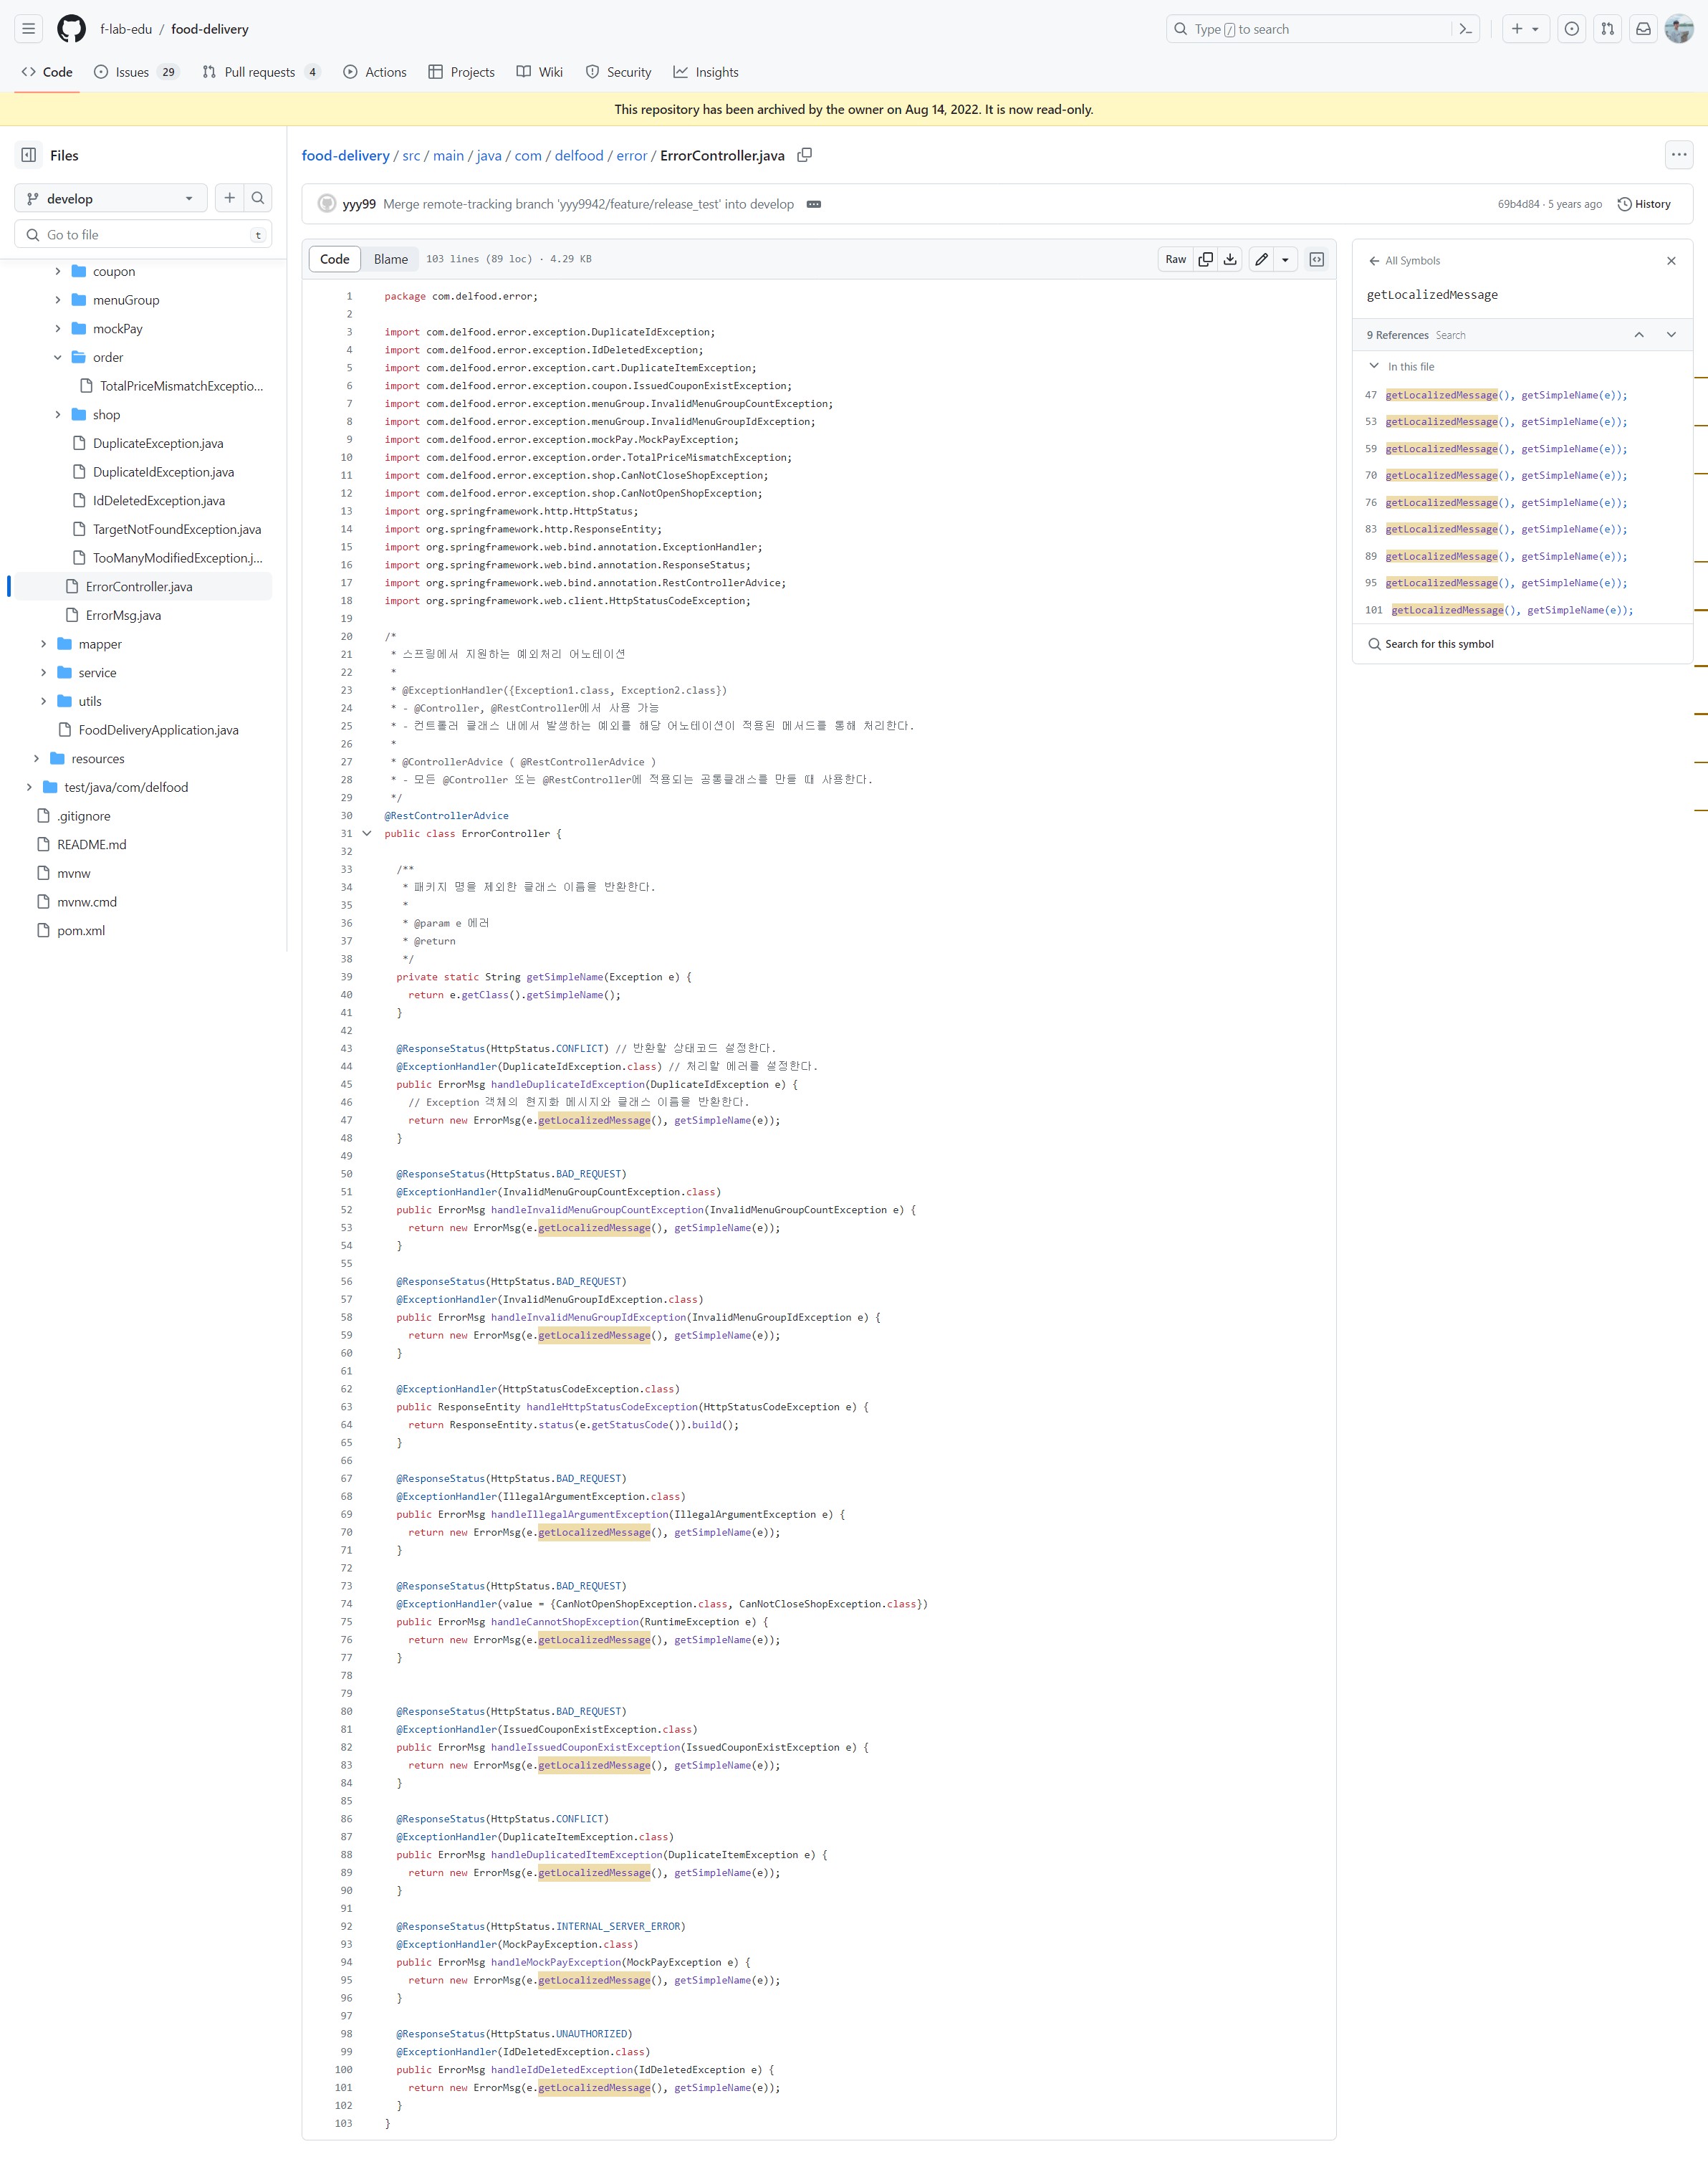 f-lab-edu / food-delivery
Type / to search
Code
Issues 29
Pull requests 4
Actions
Projects
Wiki
Security
Insights
This repository has been archived by the owner on Aug 14, 2022. It is now read-only.
Files
develop
Go to file
t
coupon
menuGroup
mockPay
order
TotalPriceMismatchExceptio...
shop
DuplicateException.java
DuplicateIdException.java
IdDeletedException.java
TargetNotFoundException.java
TooManyModifiedException.j...
ErrorController.java
ErrorMsg.java
mapper
service
utils
FoodDeliveryApplication.java
resources
test/java/com/delfood
.gitignore
README.md
mvnw
mvnw.cmd
pom.xml
food-delivery / src / main / java / com / delfood / error / ErrorController.java
yyy99 Merge remote-tracking branch 'yyy9942/feature/release_test' into develop
69b4d84 · 5 years ago
History
Code
Blame
103 lines (89 loc) · 4.29 KB
Raw
1 package com.delfood.error;
2
3 import com.delfood.error.exception.DuplicateIdException;
4 import com.delfood.error.exception.IdDeletedException;
5 import com.delfood.error.exception.cart.DuplicateItemException;
6 import com.delfood.error.exception.coupon.IssuedCouponExistException;
7 import com.delfood.error.exception.menuGroup.InvalidMenuGroupCountException;
8 import com.delfood.error.exception.menuGroup.InvalidMenuGroupIdException;
9 import com.delfood.error.exception.mockPay.MockPayException;
10 import com.delfood.error.exception.order.TotalPriceMismatchException;
11 import com.delfood.error.exception.shop.CanNotCloseShopException;
12 import com.delfood.error.exception.shop.CanNotOpenShopException;
13 import org.springframework.http.HttpStatus;
14 import org.springframework.http.ResponseEntity;
15 import org.springframework.web.bind.annotation.ExceptionHandler;
16 import org.springframework.web.bind.annotation.ResponseStatus;
17 import org.springframework.web.bind.annotation.RestControllerAdvice;
18 import org.springframework.web.client.HttpStatusCodeException;
19
20 /*
21 * 스프링에서 지원하는 예외처리 어노테이션
22 *
23 * @ExceptionHandler({Exception1.class, Exception2.class})
24 * - @Controller, @RestController에서 사용 가능
25 * - 컨트롤러 클래스 내에서 발생하는 예외를 해당 어노테이션이 적용된 메서드를 통해 처리한다.
26 *
27 * @ControllerAdvice ( @RestControllerAdvice )
28 * - 모든 @Controller 또는 @RestController에 적용되는 공통클래스를 만들 때 사용한다.
29 */
30 @RestControllerAdvice
31 public class ErrorController {
32
33 /**
34 * 패키지 명을 제외한 클래스 이름을 반환한다.
35 *
36 * @param e 에러
37 * @return
38 */
39 private static String getSimpleName(Exception e) {
40 return e.getClass().getSimpleName();
41 }
42
43 @ResponseStatus(HttpStatus.CONFLICT) // 반환할 상태코드 설정한다.
44 @ExceptionHandler(DuplicateIdException.class) // 처리할 에러를 설정한다.
45 public ErrorMsg handleDuplicateIdException(DuplicateIdException e) {
46 // Exception 객체의 현지화 메시지와 클래스 이름을 반환한다.
47 return new ErrorMsg(e.getLocalizedMessage(), getSimpleName(e));
48 }
49
50 @ResponseStatus(HttpStatus.BAD_REQUEST)
51 @ExceptionHandler(InvalidMenuGroupCountException.class)
52 public ErrorMsg handleInvalidMenuGroupCountException(InvalidMenuGroupCountException e) {
53 return new ErrorMsg(e.getLocalizedMessage(), getSimpleName(e));
54 }
55
56 @ResponseStatus(HttpStatus.BAD_REQUEST)
57 @ExceptionHandler(InvalidMenuGroupIdException.class)
58 public ErrorMsg handleInvalidMenuGroupIdException(InvalidMenuGroupIdException e) {
59 return new ErrorMsg(e.getLocalizedMessage(), getSimpleName(e));
60 }
61
62 @ExceptionHandler(HttpStatusCodeException.class)
63 public ResponseEntity handleHttpStatusCodeException(HttpStatusCodeException e) {
64 return ResponseEntity.status(e.getStatusCode()).build();
65 }
66
67 @ResponseStatus(HttpStatus.BAD_REQUEST)
68 @ExceptionHandler(IllegalArgumentException.class)
69 public ErrorMsg handleIllegalArgumentException(IllegalArgumentException e) {
70 return new ErrorMsg(e.getLocalizedMessage(), getSimpleName(e));
71 }
72
73 @ResponseStatus(HttpStatus.BAD_REQUEST)
74 @ExceptionHandler(value = {CanNotOpenShopException.class, CanNotCloseShopException.class})
75 public ErrorMsg handleCannotShopException(RuntimeException e) {
76 return new ErrorMsg(e.getLocalizedMessage(), getSimpleName(e));
77 }
78
79
80 @ResponseStatus(HttpStatus.BAD_REQUEST)
81 @ExceptionHandler(IssuedCouponExistException.class)
82 public ErrorMsg handleIssuedCouponExistException(IssuedCouponExistException e) {
83 return new ErrorMsg(e.getLocalizedMessage(), getSimpleName(e));
84 }
85
86 @ResponseStatus(HttpStatus.CONFLICT)
87 @ExceptionHandler(DuplicateItemException.class)
88 public ErrorMsg handleDuplicatedItemException(DuplicateItemException e) {
89 return new ErrorMsg(e.getLocalizedMessage(), getSimpleName(e));
90 }
91
92 @ResponseStatus(HttpStatus.INTERNAL_SERVER_ERROR)
93 @ExceptionHandler(MockPayException.class)
94 public ErrorMsg handleMockPayException(MockPayException e) {
95 return new ErrorMsg(e.getLocalizedMessage(), getSimpleName(e));
96 }
97
98 @ResponseStatus(HttpStatus.UNAUTHORIZED)
99 @ExceptionHandler(IdDeletedException.class)
100 public ErrorMsg handleIdDeletedException(IdDeletedException e) {
101 return new ErrorMsg(e.getLocalizedMessage(), getSimpleName(e));
102 }
103 }
All Symbols
getLocalizedMessage
9 References Search
In this file
47 getLocalizedMessage(), getSimpleName(e));
53 getLocalizedMessage(), getSimpleName(e));
59 getLocalizedMessage(), getSimpleName(e));
70 getLocalizedMessage(), getSimpleName(e));
76 getLocalizedMessage(), getSimpleName(e));
83 getLocalizedMessage(), getSimpleName(e));
89 getLocalizedMessage(), getSimpleName(e));
95 getLocalizedMessage(), getSimpleName(e));
101 getLocalizedMessage(), getSimpleName(e));
Search for this symbol